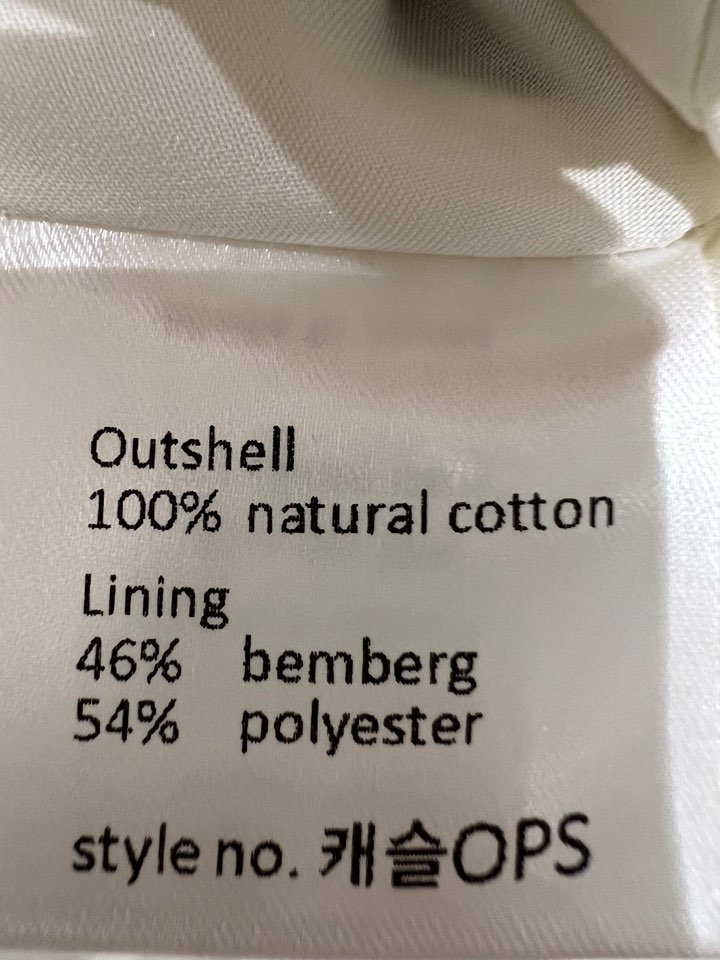 Outshell
100% natural cotton
Lining
46% bemberg
54% polyester
style no. 캐슬OPS